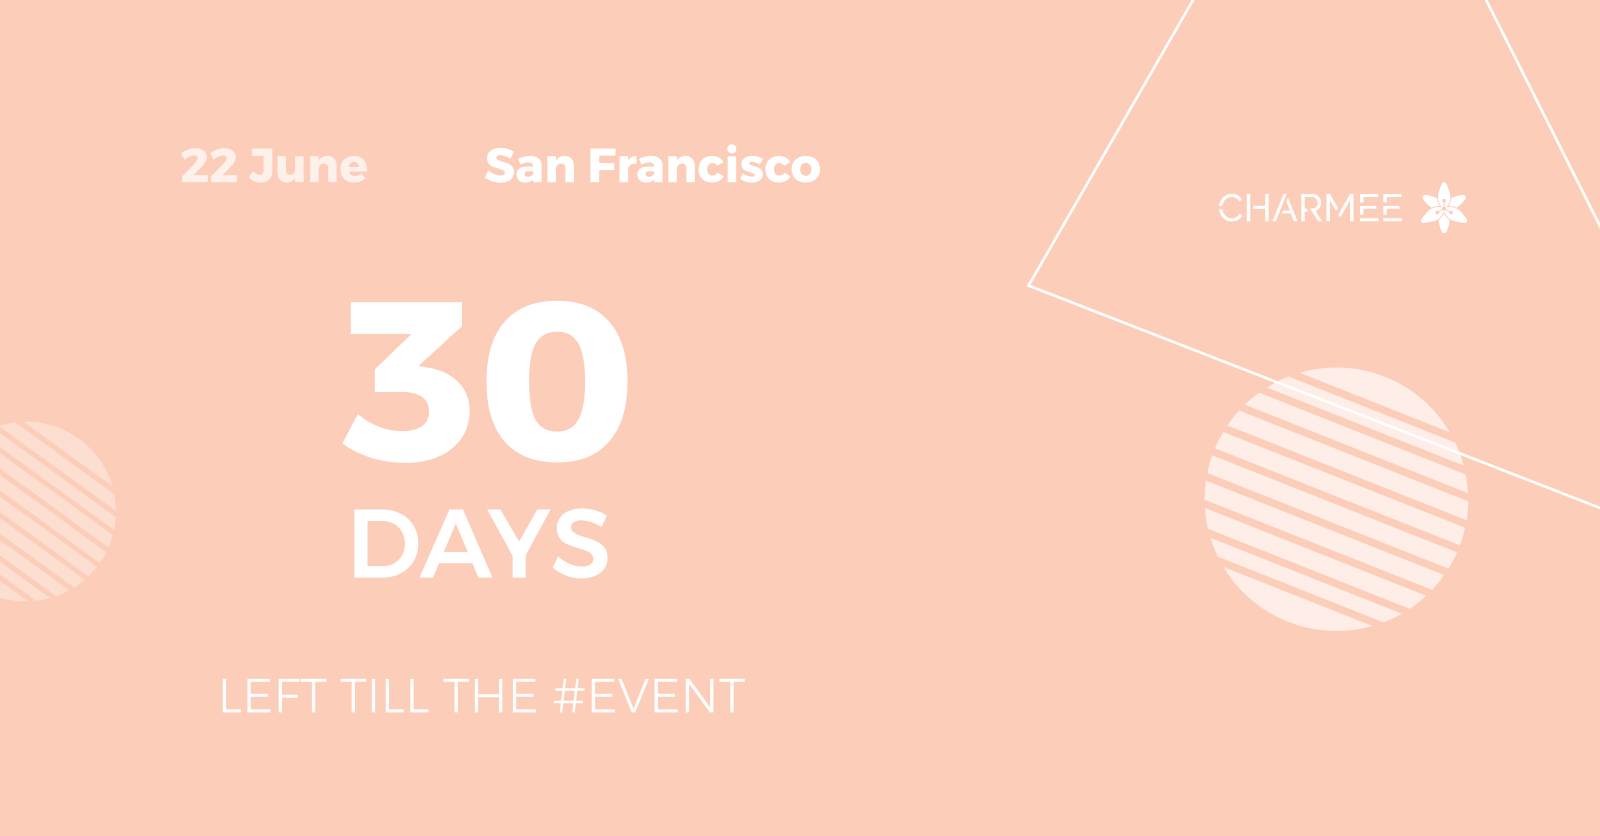 22 June San Francisco
CHARMEE
30
DAYS
LEFT TILL THE #EVENT